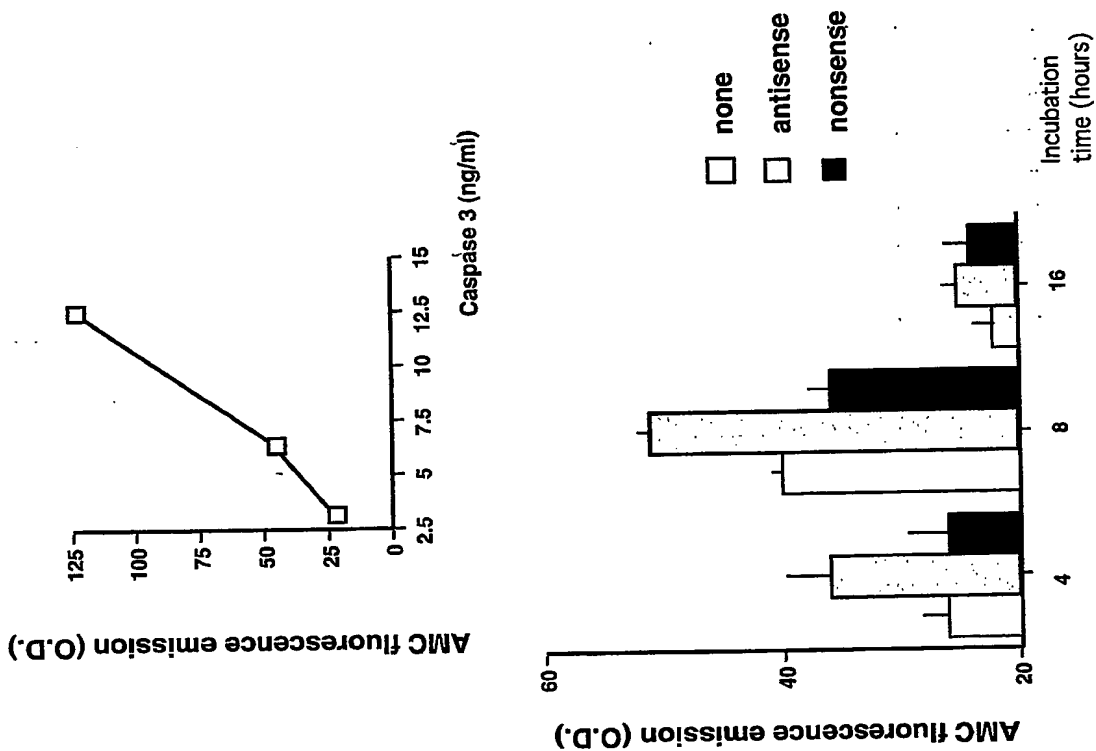 AMC fluorescence emission (O.D.)
125
100
75
50
25
0
2.5
5
7.5
10
12.5
15
Caspase 3 (ng/ml)
AMC fluorescence emission (O.D.)
60
40
20
4
8
16
Incubation
time (hours)
none
antisense
nonsense